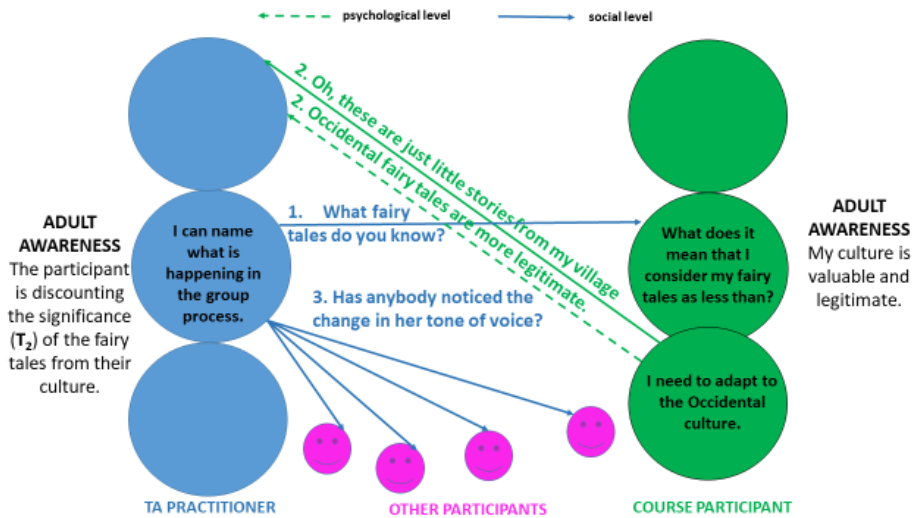 psychological level
social level
2. Oh, these are just little stories from my village
2. Occidental fairy tales are more legitimate.
1. What fairy
tales do you know?
3. Has anybody noticed the
change in her tone of voice?
ADULT
AWARENESS
The participant
is discounting
the significance
(T₂) of the fairy
tales from their
culture.
I can name
what is
happening in
the group
process.
What does it
mean that I
consider my fairy
tales as less than?
I need to adapt to
the Occidental
culture.
ADULT
AWARENESS
My culture is
valuable and
legitimate.
TA PRACTITIONER
OTHER PARTICIPANTS
COURSE PARTICIPANT